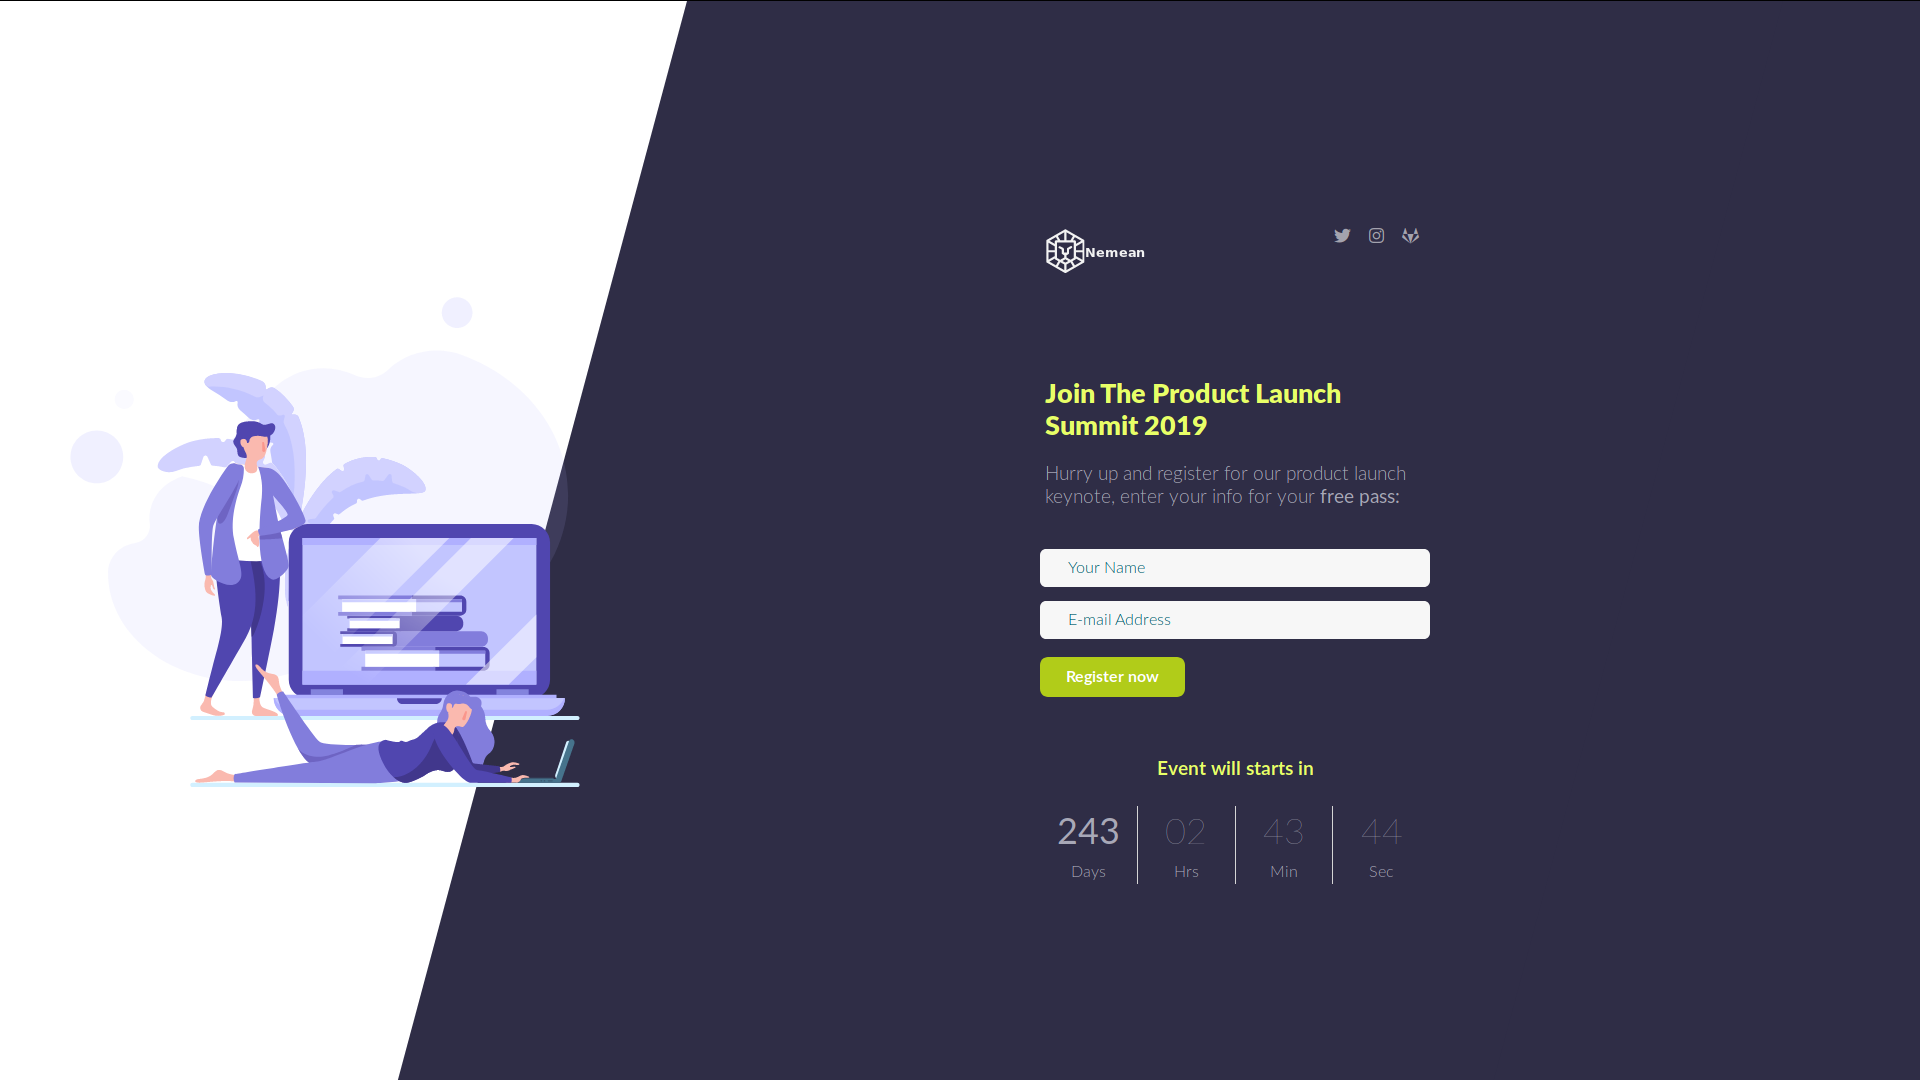 Nemean
Join The Product Launch
Summit 2019
Hurry up and register for our product launch
keynote, enter your info for your free pass:
Your Name
E-mail Address
Register now
Event will starts in
243 02 43 44
Days Hrs Min Sec